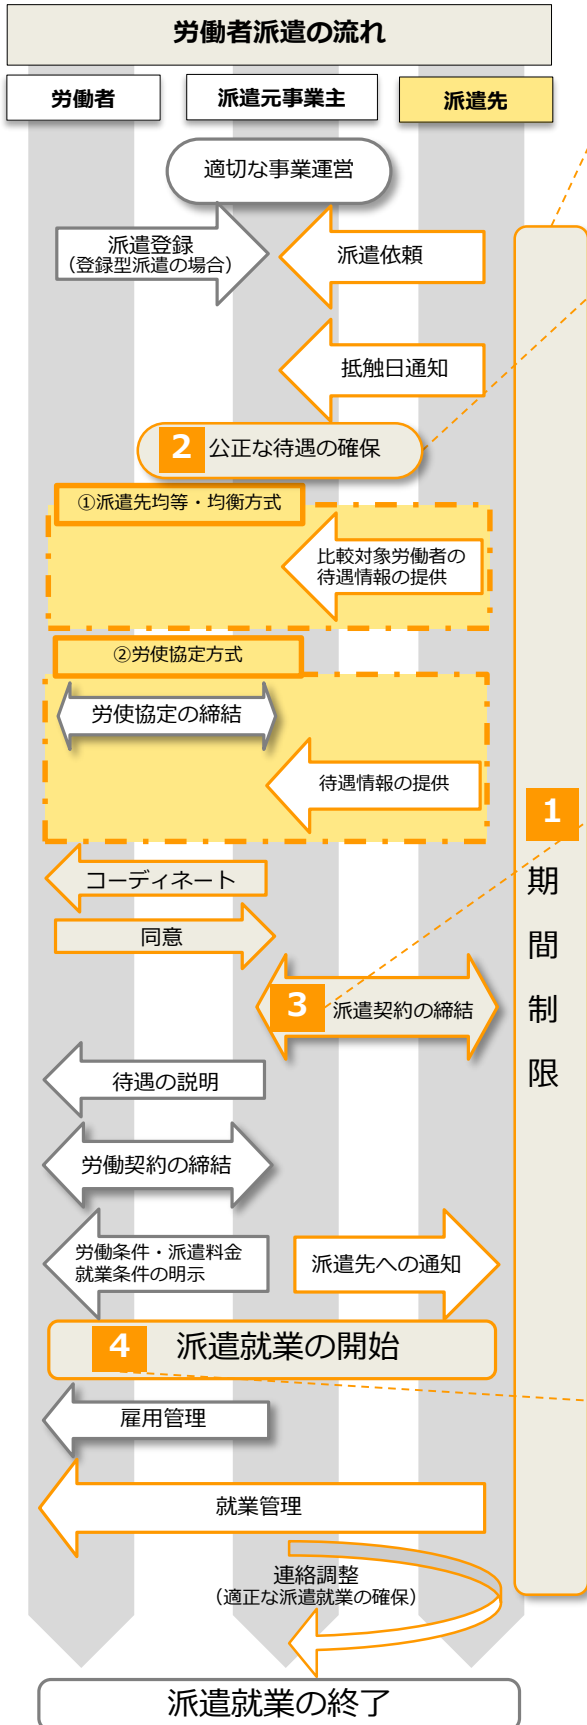 労働者派遣の流れ
労働者
派遣元事業主
派遣先
適切な事業運営
派遣登録
（登録型派遣の場合）
派遣依頼
抵触日通知
2 公正な待遇の確保
①派遣先均等・均衡方式
比較対象労働者の
待遇情報の提供
②労使協定方式
労使協定の締結
待遇情報の提供
1
期
間
制
限
コーディネート
同意
3 派遣契約の締結
待遇の説明
労働契約の締結
労働条件・派遣料金
就業条件の明示
派遣先への通知
4 派遣就業の開始
雇用管理
就業管理
連絡調整
（適正な派遣就業の確保）
派遣就業の終了